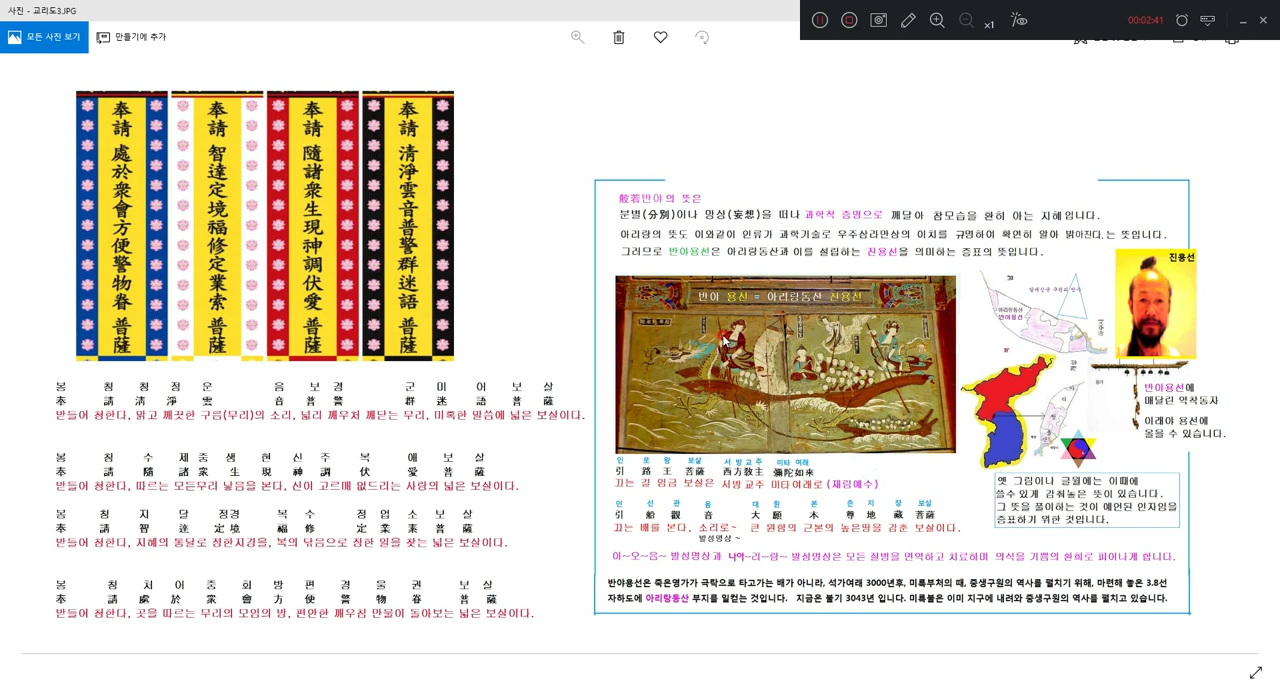 사진 - 교리도3.JPG
00:02:41
x1
모든 사진 보기
만들기에 추가
奉請 處於衆會方便警物眷 普薩
奉請 智達定境福修定業索 普薩
奉請 隨諸衆生現神調伏愛 普薩
奉請 清淨雲音普警群迷語 普薩
봉 청 청 정 운 음 보 경 군 미 어 보 살
奉 請 淸 淨 雲 音 普 警 群 迷 語 普 薩
받들어 청한다, 맑고 깨끗한 구름(무리)의 소리, 넓리 깨우쳐 깨닫는 무리, 미혹한 말씀에 넓은 보살이다.
봉 청 수 제 중 생 현 신 주 복 애 보 살
奉 請 隨 諸 衆 生 現 神 調 伏 愛 普 薩
받들어 청한다, 따르는 모든무리 낳음을 본다, 신이 고르매 엎드리는 사랑의 넓은 보살이다.
봉 청 지 달 정경 복 수 정 업 소 보 살
奉 請 智 達 定 境 福 修 定 業 素 普 薩
받들어 청한다, 지혜의 통달로 정한지경을, 복의 닦음으로 정한 일을 찾는 넓은 보살이다.
봉 청 처 어 중 회 방 편 경 물 권 보 살
奉 請 處 於 衆 會 方 便 警 物 眷 普 薩
받들어 청한다, 곳을 따르는 무리의 모임의 방, 편안한 깨우침 만물이 돌아보는 넓은 보살이다.
般若반야의 뜻은
분별(分別)이나 망상(妄想)을 떠나 과학적 증명으로 깨달아 참모습을 환히 아는 지혜입니다.
아리랑의 뜻도 이와같이 인류가 과학기술로 우주삼라만상의 이치를 규명하여 확연히 알아 밝아진다.는 뜻입니다.
그러므로 반야용선은 아리랑동산과 이를 설립하는 진용선을 의미하는 증표의 뜻입니다.
반야 용선 = 아리랑동산 진용선
진용선
아리랑동산
반야용선
반야용선에
매달린 악착동자
이래야 용선에
올을 수 있습니다.
인 로 왕 보살 서 방 교 주 미타 여래
引 路 王 菩薩 西 方 敎 主 彌陀如來
끄는 길 임금 보살은 서방교주 미타여래로 (재림예수)
인 선 관 음 대 원 본 존 지 장 보살
引 船 觀 音 大 願 本 尊 地 藏 菩薩
끄는 배를 본다, 소리로~ 큰 원함의 근본의 높은땅을 감춘 보살이다.
발성명상 ~
옛 그림이나 글월에는 이때에
쓸수 있게 감춰놓은 뜻이 있습니다.
그 뜻을 풀이하는 것이 예언된 인자임을
증표하기 위한 것입니다.
아~오~음~ 발성명상과 나악~리~랑~ 발성명상은 모든 질병을 면역하고 치료하며 의식을 기쁨의 환희로 피어나게 합니다.
반야용선은 죽은영가가 극락으로 타고가는 배가 아니라, 석가여래 3000년후, 미륵부처의 때, 중생구원의 역사를 펼치기 위해, 마련해 놓은 3.8선
자하도에 아리랑동산 부지를 일컫는 것입니다. 지금은 불기 3043년 입니다. 미륵불은 이미 지구에 내려와 중생구원의 역사를 펼치고 있습니다.